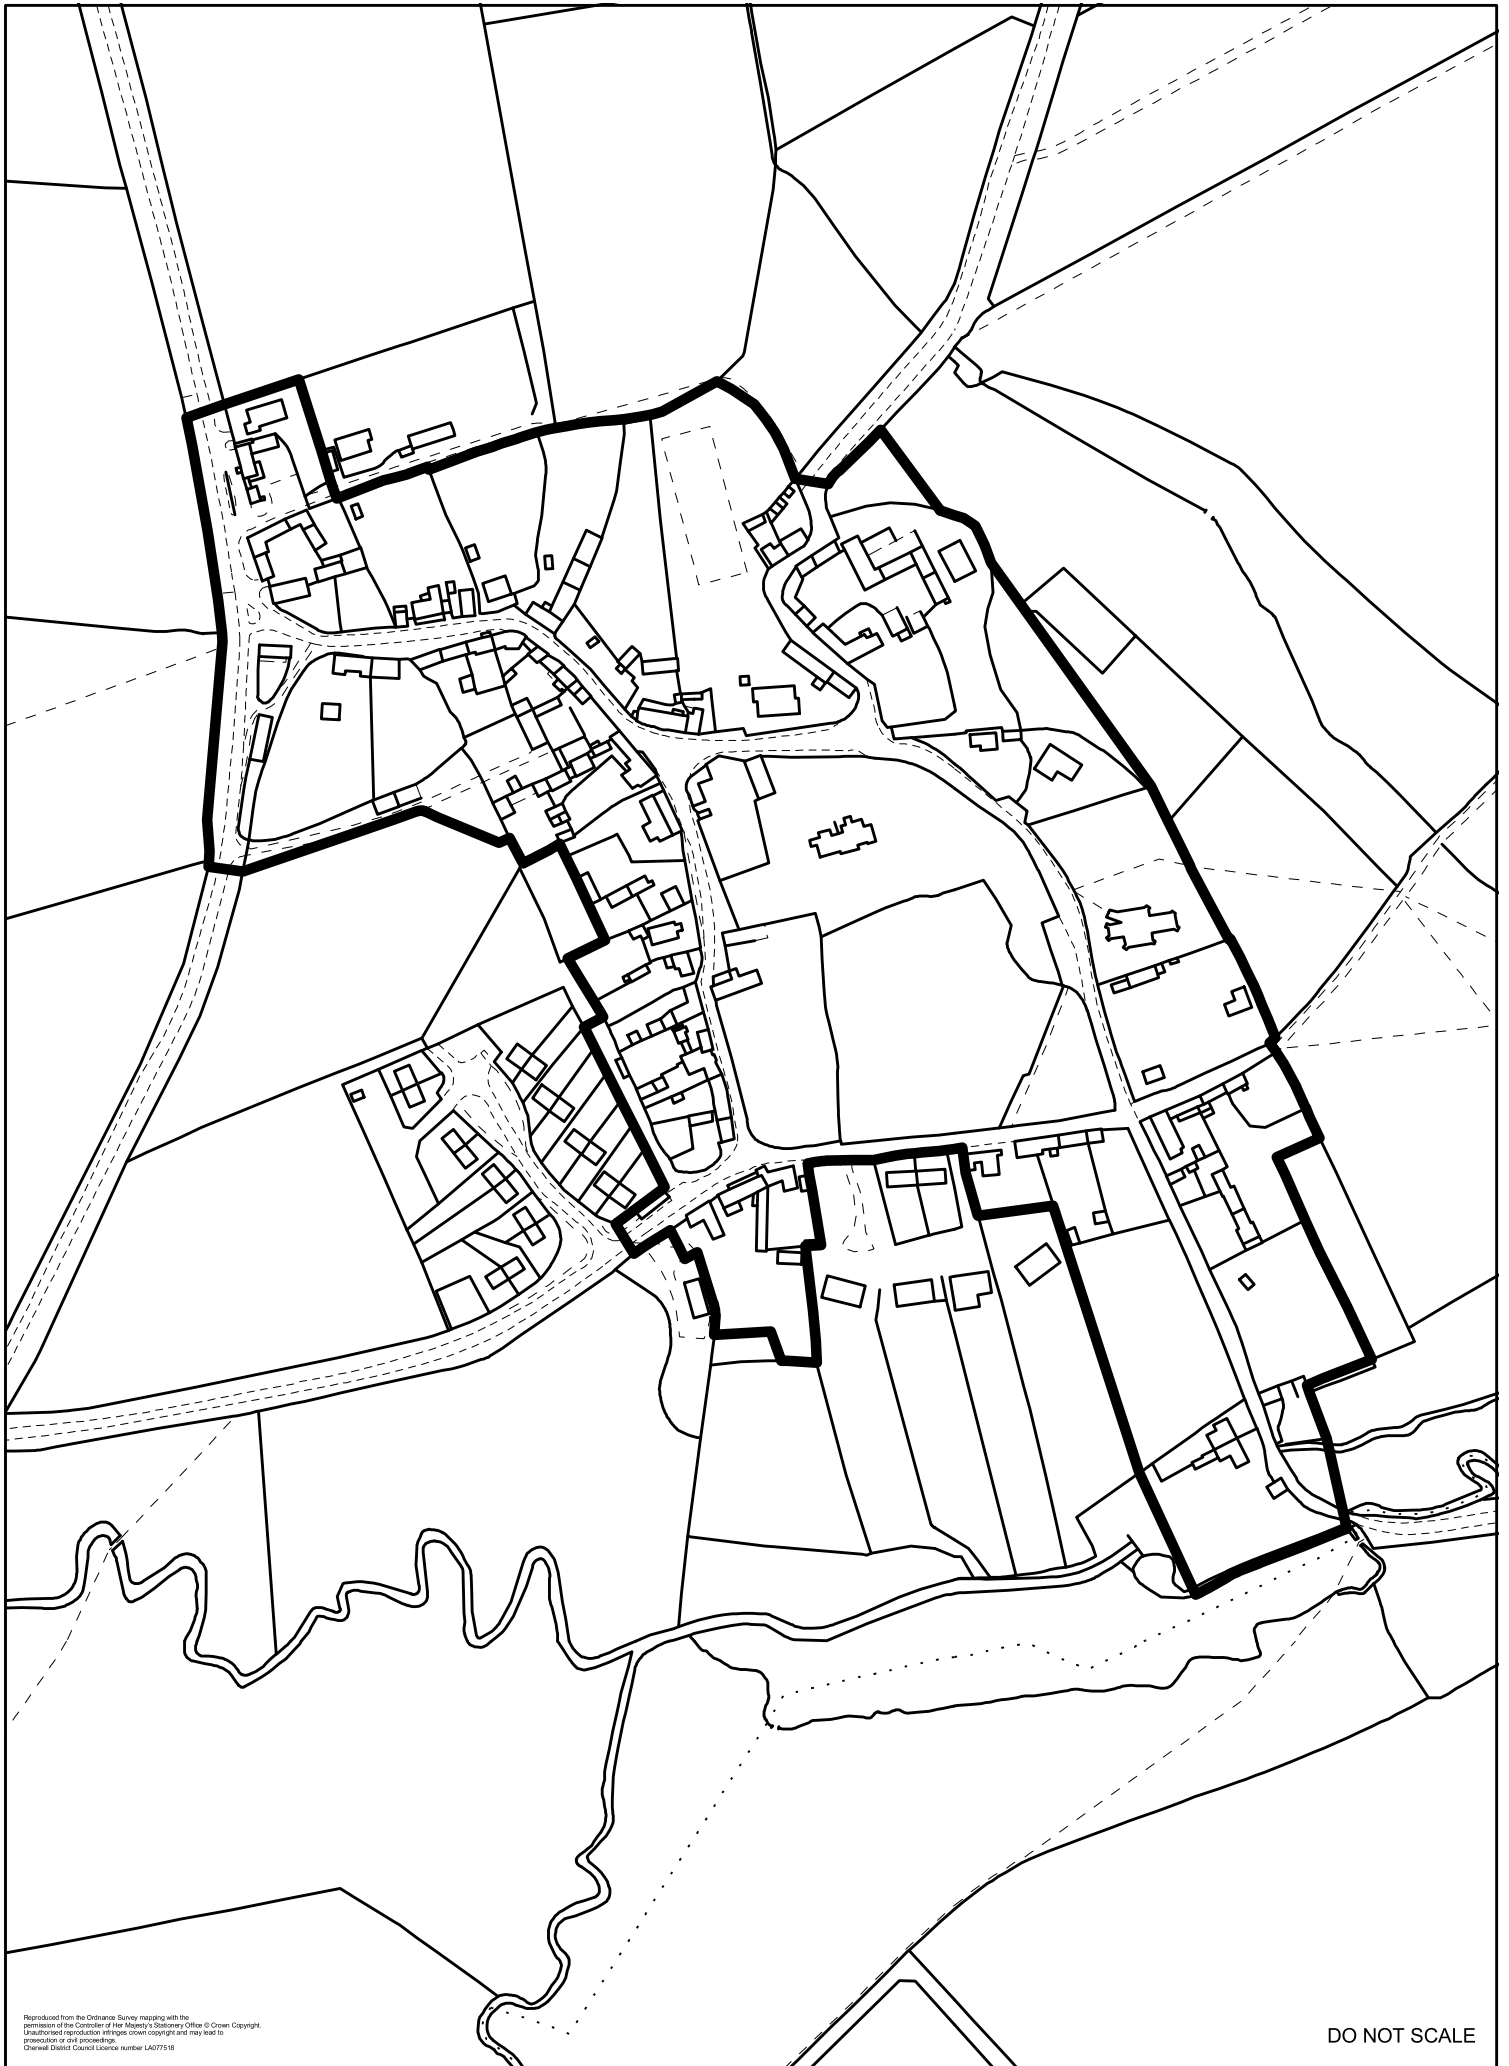 Reproduced from the Ordnance Survey mapping with the
permission of the Controller of Her Majesty's Stationery Office © Crown Copyright.
Unauthorised reproduction infringes crown copyright and may lead to
prosecution or civil proceedings.
Cherwell District Council Licence number LA077518
DO NOT SCALE